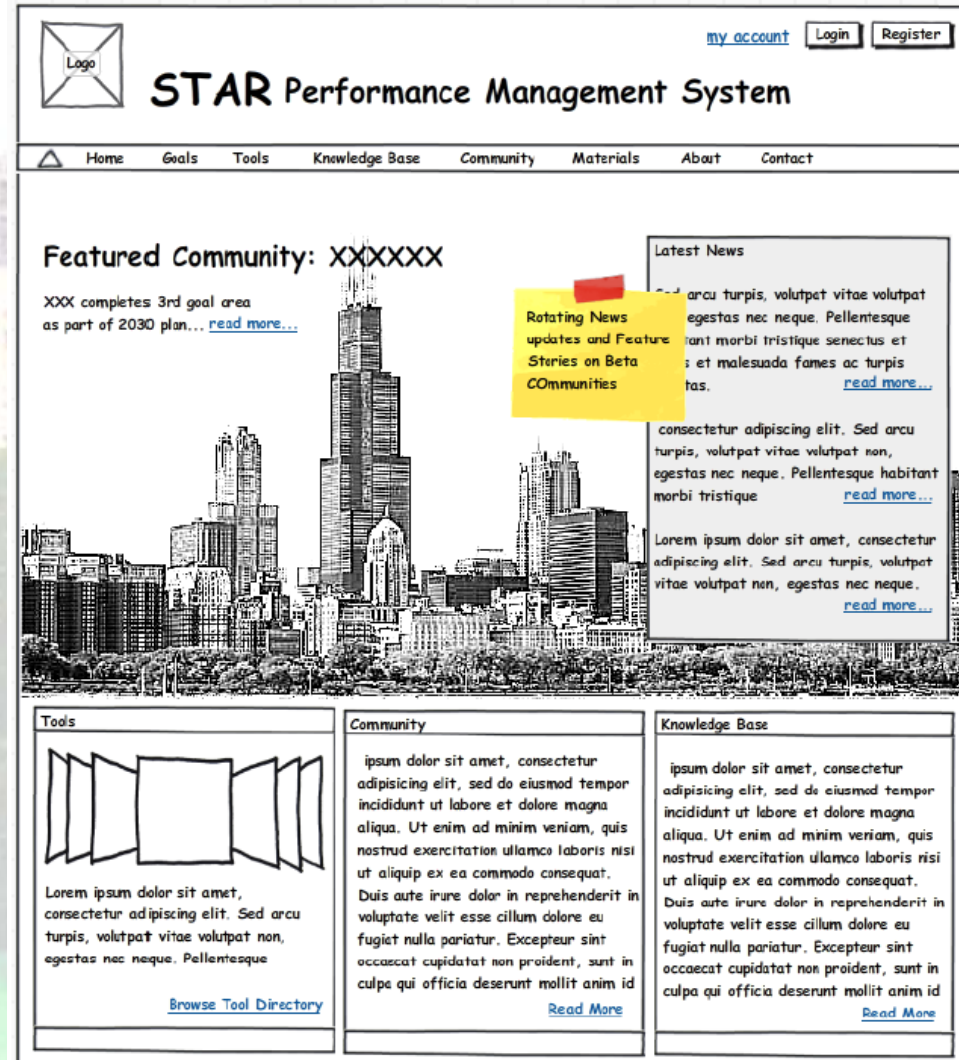 Logo
my account
Login
Register
STAR Performance Management System
Home Goals Tools Knowledge Base Community Materials About Contact
Featured Community: XXXXXX
XXX completes 3rd goal area
as part of 2030 plan... read more...
Rotating News
updates and Feature
Stories on Beta
COmmunities
Latest News
arcu turpis, volutpat vitae volutpat
egestas nec neque. Pellentesque
morbi tristique senectus et
et malesuada fames ac turpis
read more...
consectetur adipiscing elit. Sed arcu
turpis, volutpat vitae volutpat non,
egestas nec neque. Pellentesque habitant
morbi tristique read more...
Lorem ipsum dolor sit amet, consectetur
adipiscing elit. Sed arcu turpis, volutpat
vitae volutpat non, egestas nec neque.
read more...
Tools
Lorem ipsum dolor sit amet,
consectetur adipiscing elit. Sed arcu
turpis, volutpat vitae volutpat non,
egestas nec neque. Pellentesque
Browse Tool Directory
Community
ipsum dolor sit amet, consectetur
adipisicing elit, sed do eiusmod tempor
incididunt ut labore et dolore magna
aliqua. Ut enim ad minim veniam, quis
nostrud exercitation ullamco laboris nisi
ut aliquip ex ea commodo consequat.
Duis aute irure dolor in reprehenderit in
voluptate velit esse cillum dolore eu
fugiat nulla pariatur. Excepteur sint
occaecat cupidatat non proident, sunt in
culpa qui officia deserunt mollit anim id
Read More
Knowledge Base
ipsum dolor sit amet, consectetur
adipisicing elit, sed do eiusmod tempor
incididunt ut labore et dolore magna
aliqua. Ut enim ad minim veniam, quis
nostrud exercitation ullamco laboris nisi
ut aliquip ex ea commodo consequat.
Duis aute irure dolor in reprehenderit in
voluptate velit esse cillum dolore eu
fugiat nulla pariatur. Excepteur sint
occaecat cupidatat non proident, sunt in
culpa qui officia deserunt mollit anim id
Read More